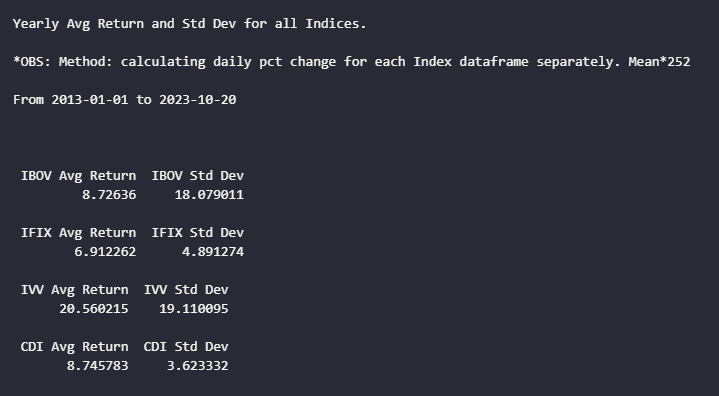 Yearly Avg Return and Std Dev for all Indices.
*OBS: Method: calculating daily pct change for each Index dataframe separately. Mean*252
From 2013-01-01 to 2023-10-20
IBOV Avg Return  IBOV Std Dev
8.72636     18.079011
IFIX Avg Return  IFIX Std Dev
6.912262      4.891274
IVV Avg Return  IVV Std Dev
20.560215    19.110095
CDI Avg Return  CDI Std Dev
8.745783     3.623332